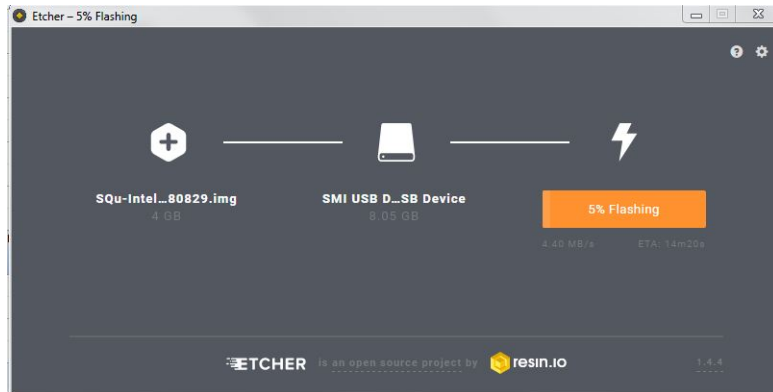 Etcher – 5% Flashing
SQu-Intel...80829.img
4 GB
SMI USB D...SB Device
8.05 GB
5% Flashing
4.40 MB/s ETA: 14m20s
ETCHER is an open source project by resin.io 1.4.4